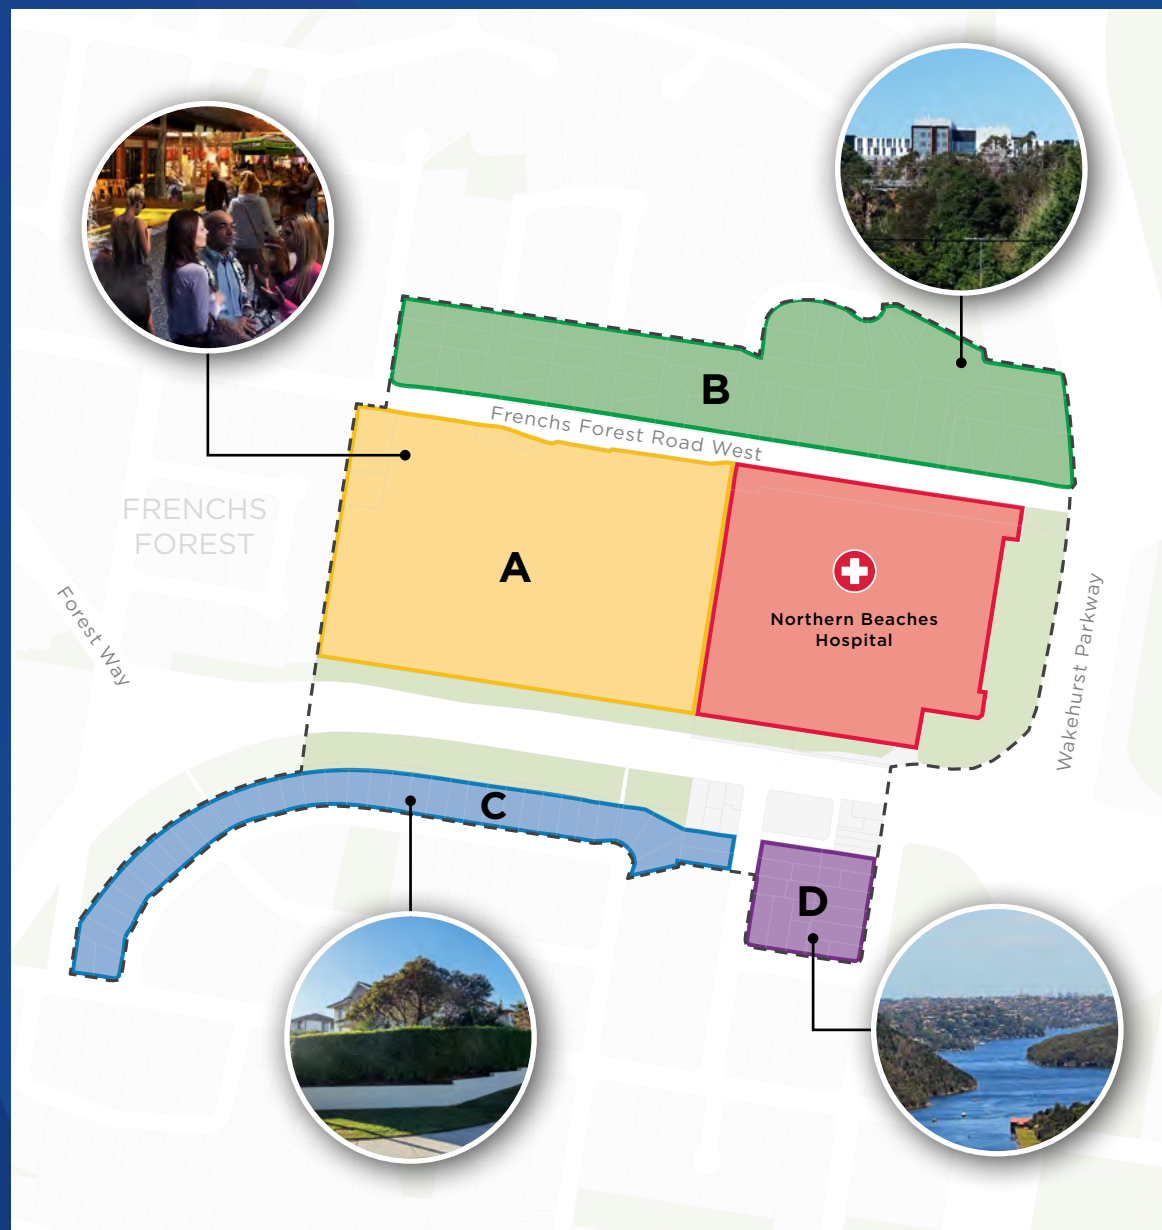 B
Frenchs Forest Road West
FRENCHS
FOREST
A
Northern Beaches
Hospital
Forest Way
Wakehurst Parkway
C
D